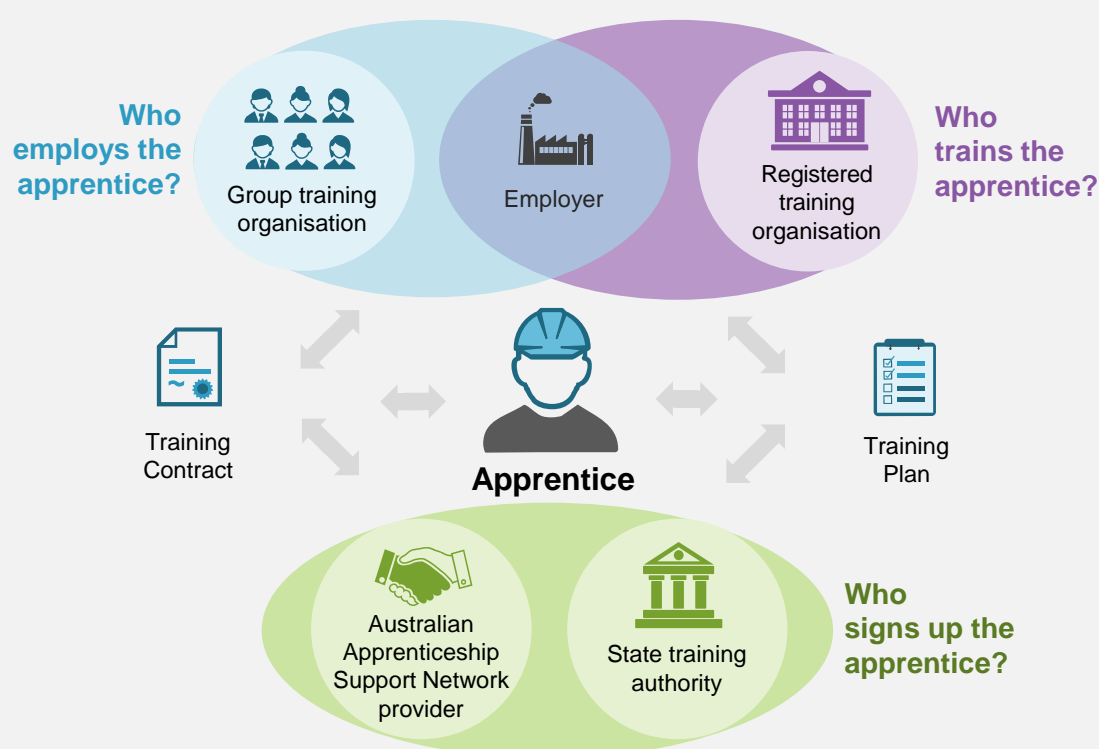 Who
employs the
apprentice?
Group training
organisation
Employer
Registered
training
organisation
Who
trains the
apprentice?
Training
Contract
Apprentice
Training
Plan
Australian
Apprenticeship
Support Network
provider
State training
authority
Who
signs up the
apprentice?